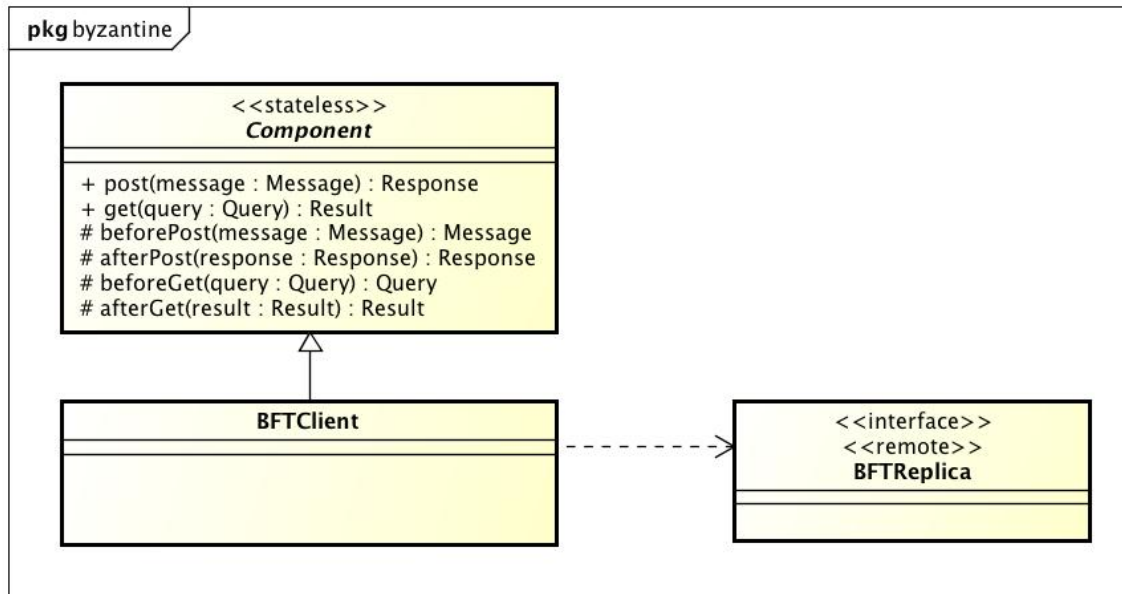 pkg byzantine
<<stateless>>
Component
+ post(message : Message) : Response
+ get(query : Query) : Result
# beforePost(message : Message) : Message
# afterPost(response : Response) : Response
# beforeGet(query : Query) : Query
# afterGet(result : Result) : Result
BFTClient
<<interface>>
<<remote>>
BFTReplica